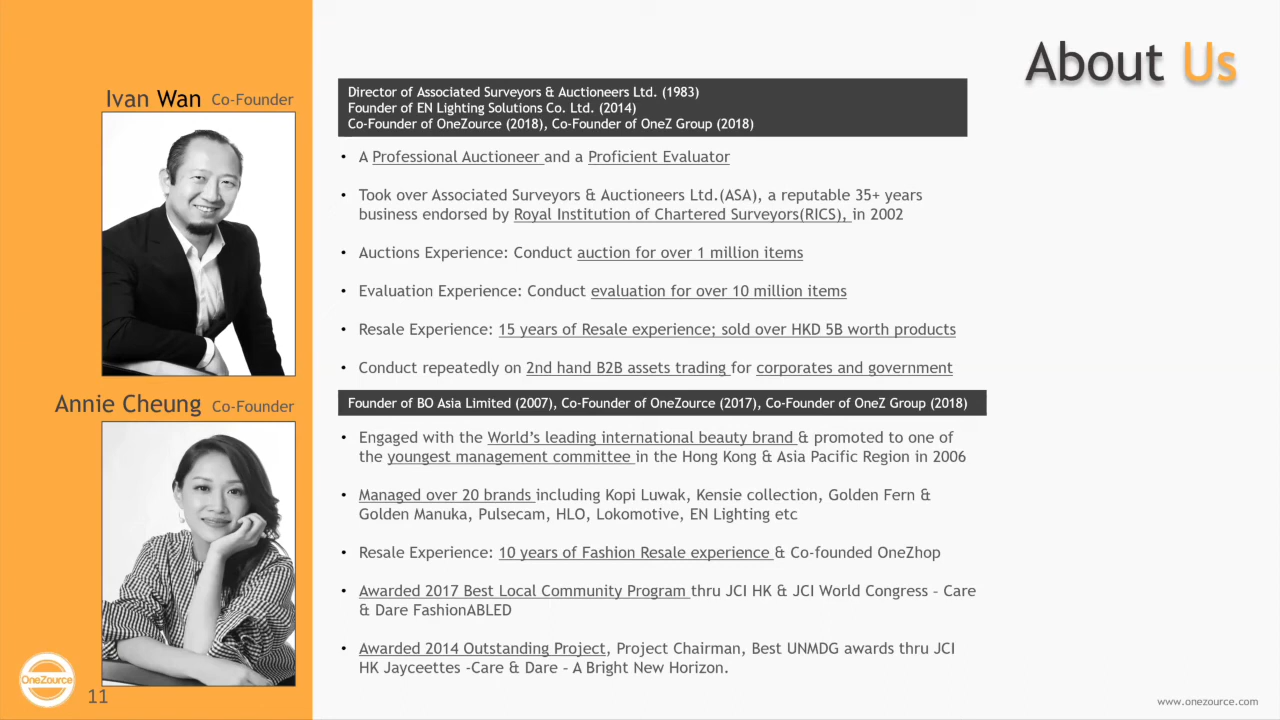 About Us
Ivan Wan Co-Founder
Director of Associated Surveyors & Auctioneers Ltd. (1983)
Founder of EN Lighting Solutions Co. Ltd. (2014)
Co-Founder of OneZource (2018), Co-Founder of OneZ Group (2018)
• A Professional Auctioneer and a Proficient Evaluator
• Took over Associated Surveyors & Auctioneers Ltd.(ASA), a reputable 35+ years
business endorsed by Royal Institution of Chartered Surveyors(RICS), in 2002
• Auctions Experience: Conduct auction for over 1 million items
• Evaluation Experience: Conduct evaluation for over 10 million items
• Resale Experience: 15 years of Resale experience; sold over HKD 5B worth products
• Conduct repeatedly on 2nd hand B2B assets trading for corporates and government
Annie Cheung Co-Founder
Founder of BO Asia Limited (2007), Co-Founder of OneZource (2017), Co-Founder of OneZ Group (2018)
• Engaged with the World's leading international beauty brand & promoted to one of
the youngest management committee in the Hong Kong & Asia Pacific Region in 2006
• Managed over 20 brands including Kopi Luwak, Kensie collection, Golden Fern &
Golden Manuka, Pulsecam, HLO, Lokomotive, EN Lighting etc
• Resale Experience: 10 years of Fashion Resale experience & Co-founded OneZhop
• Awarded 2017 Best Local Community Program thru JCI HK & JCI World Congress – Care
& Dare FashionABLED
• Awarded 2014 Outstanding Project, Project Chairman, Best UNMDG awards thru JCI
HK Jayceettes -Care & Dare – A Bright New Horizon.
OneZource
11
www.onezource.com